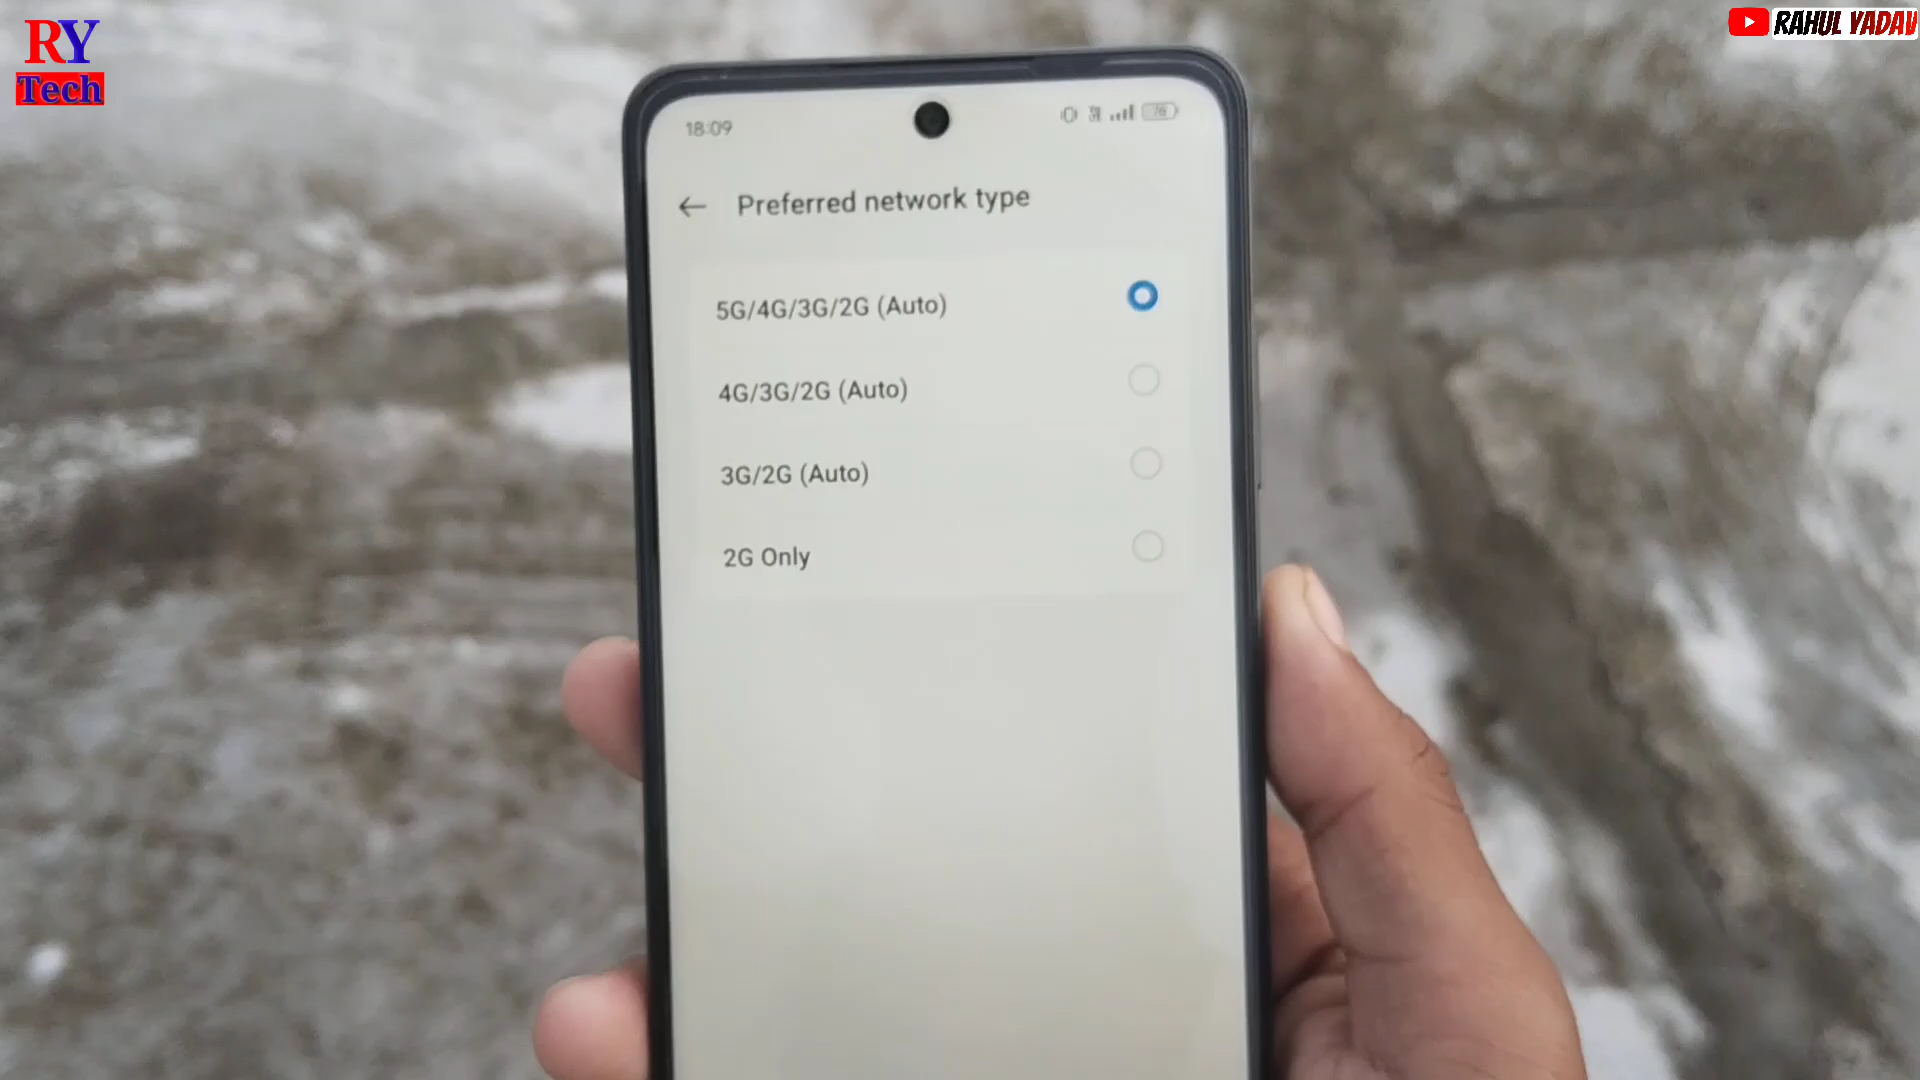 RY
Tech
RAHUL YADAV
18:09
76
Preferred network type
5G/4G/3G/2G (Auto)
4G/3G/2G (Auto)
3G/2G (Auto)
2G Only